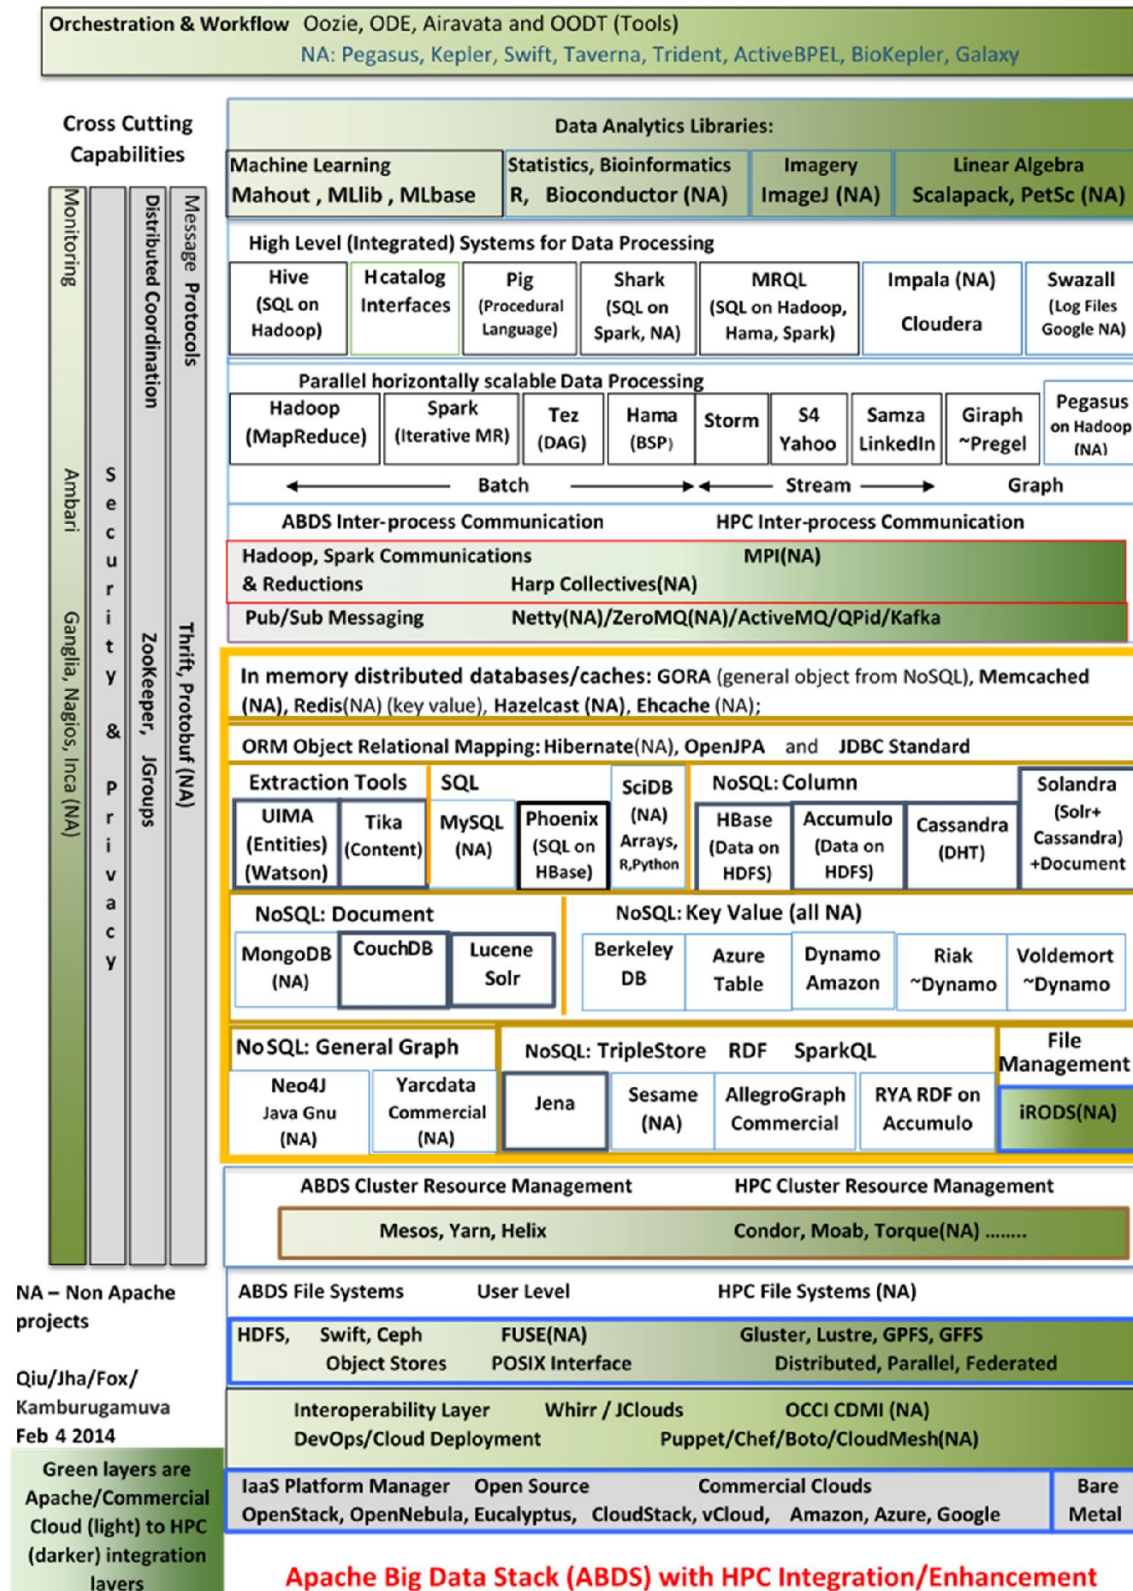 Orchestration & Workflow Oozie, ODE, Airavata and OODT (Tools)
NA: Pegasus, Kepler, Swift, Taverna, Trident, ActiveBPEL, BioKepler, Galaxy
Cross Cutting
Capabilities
Monitoring Ambari Ganglia, Nagios, Inca (NA)
Security & Privacy
Distributed Coordination ZooKeeper, JGroups
Message Protocols Thrift, Protobuf (NA)
Data Analytics Libraries:
Machine Learning
Mahout , MLlib , MLbase
Statistics, Bioinformatics
R, Bioconductor (NA)
Imagery
ImageJ (NA)
Linear Algebra
Scalapack, PetSc (NA)
High Level (Integrated) Systems for Data Processing
Hive
(SQL on
Hadoop)
Hcatalog
Interfaces
Pig
(Procedural
Language)
Shark
(SQL on
Spark, NA)
MRQL
(SQL on Hadoop,
Hama, Spark)
Impala (NA)
Cloudera
Swazall
(Log Files
Google NA)
Parallel horizontally scalable Data Processing
Hadoop
(MapReduce)
Spark
(Iterative MR)
Tez
(DAG)
Hama
(BSP)
Storm
S4
Yahoo
Samza
LinkedIn
Giraph
~Pregel
Pegasus
on Hadoop
(NA)
Batch Stream Graph
ABDS Inter-process Communication HPC Inter-process Communication
Hadoop, Spark Communications MPI(NA)
& Reductions Harp Collectives(NA)
Pub/Sub Messaging Netty(NA)/ZeroMQ(NA)/ActiveMQ/QPid/Kafka
In memory distributed databases/caches: GORA (general object from NoSQL), Memcached
(NA), Redis(NA) (key value), Hazelcast (NA), Ehcache (NA);
ORM Object Relational Mapping: Hibernate(NA), OpenJPA and JDBC Standard
Extraction Tools
UIMA
(Entities)
(Watson)
Tika
(Content)
SQL
MySQL
(NA)
Phoenix
(SQL on
HBase)
SciDB
(NA)
Arrays,
R,Python
NoSQL: Column
HBase
(Data on
HDFS)
Accumulo
(Data on
HDFS)
Cassandra
(DHT)
Solandra
(Solr+
Cassandra)
+Document
NoSQL: Document
MongoDB
(NA)
CouchDB
Lucene
Solr
NoSQL: Key Value (all NA)
Berkeley
DB
Azure
Table
Dynamo
Amazon
Riak
~Dynamo
Voldemort
~Dynamo
NoSQL: General Graph
Neo4J
Java Gnu
(NA)
Yarcdata
Commercial
(NA)
NoSQL: TripleStore RDF SparkQL
Jena
Sesame
(NA)
AllegroGraph
Commercial
RYA RDF on
Accumulo
File
Management
iRODS(NA)
ABDS Cluster Resource Management HPC Cluster Resource Management
Mesos, Yarn, Helix Condor, Moab, Torque(NA) ........
NA – Non Apache
projects
Qiu/Jha/Fox/
Kamburugamuva
Feb 4 2014
ABDS File Systems User Level HPC File Systems (NA)
HDFS, Swift, Ceph FUSE(NA) Gluster, Lustre, GPFS, GFFS
Object Stores POSIX Interface Distributed, Parallel, Federated
Interoperability Layer Whirr / JClouds OCCI CDMI (NA)
DevOps/Cloud Deployment Puppet/Chef/Boto/CloudMesh(NA)
Green layers are
Apache/Commercial
Cloud (light) to HPC
(darker) integration
layers
IaaS Platform Manager Open Source Commercial Clouds
OpenStack, OpenNebula, Eucalyptus, CloudStack, vCloud, Amazon, Azure, Google
Bare
Metal
Apache Big Data Stack (ABDS) with HPC Integration/Enhancement